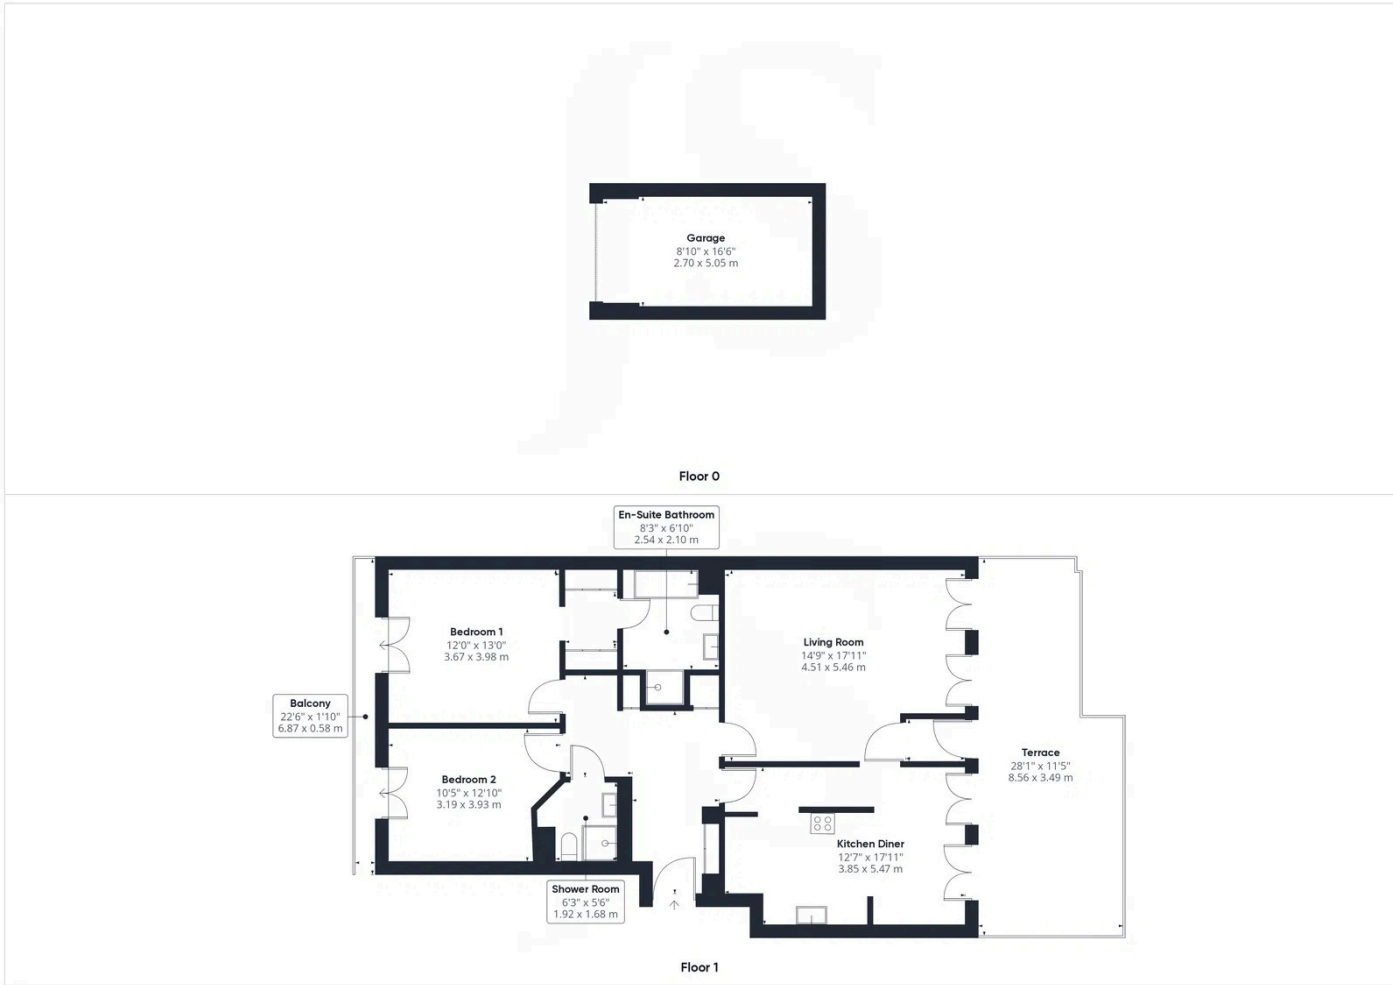 Garage
8'10" x 16'6"
2.70 x 5.05 m
Floor 0
En-Suite Bathroom
8'3" x 6'10"
2.54 x 2.10 m
Bedroom 1
12'0" x 13'0"
3.67 x 3.98 m
Living Room
14'9" x 17'11"
4.51 x 5.46 m
Balcony
22'6" x 1'10"
6.87 x 0.58 m
Terrace
28'1" x 11'5"
8.56 x 3.49 m
Bedroom 2
10'5" x 12'10"
3.19 x 3.93 m
Kitchen Diner
12'7" x 17'11"
3.85 x 5.47 m
Shower Room
6'3" x 5'6"
1.92 x 1.68 m
Floor 1